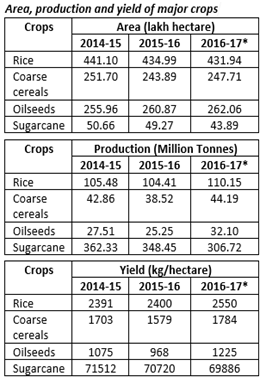 Area, production and yield of major crops
Crops Area (lakh hectare)
2014-15 2015-16 2016-17*
Rice 441.10 434.99 431.94
Coarse 251.70 243.89 247.71
cereals
Oilseeds 255.96 260.87 262.06
Sugarcane 50.66 49.27 43.89
Crops Production (Million Tonnes)
2014-15 2015-16 2016-17*
Rice 105.48 104.41 110.15
Coarse 42.86 38.52 44.19
cereals
Oilseeds 27.51 25.25 32.10
Sugarcane 362.33 348.45 306.72
Crops Yield (kg/hectare)
2014-15 2015-16 2016-17*
Rice 2391 2400 2550
Coarse 1703 1579 1784
cereals
Oilseeds 1075 968 1225
Sugarcane 71512 70720 69886